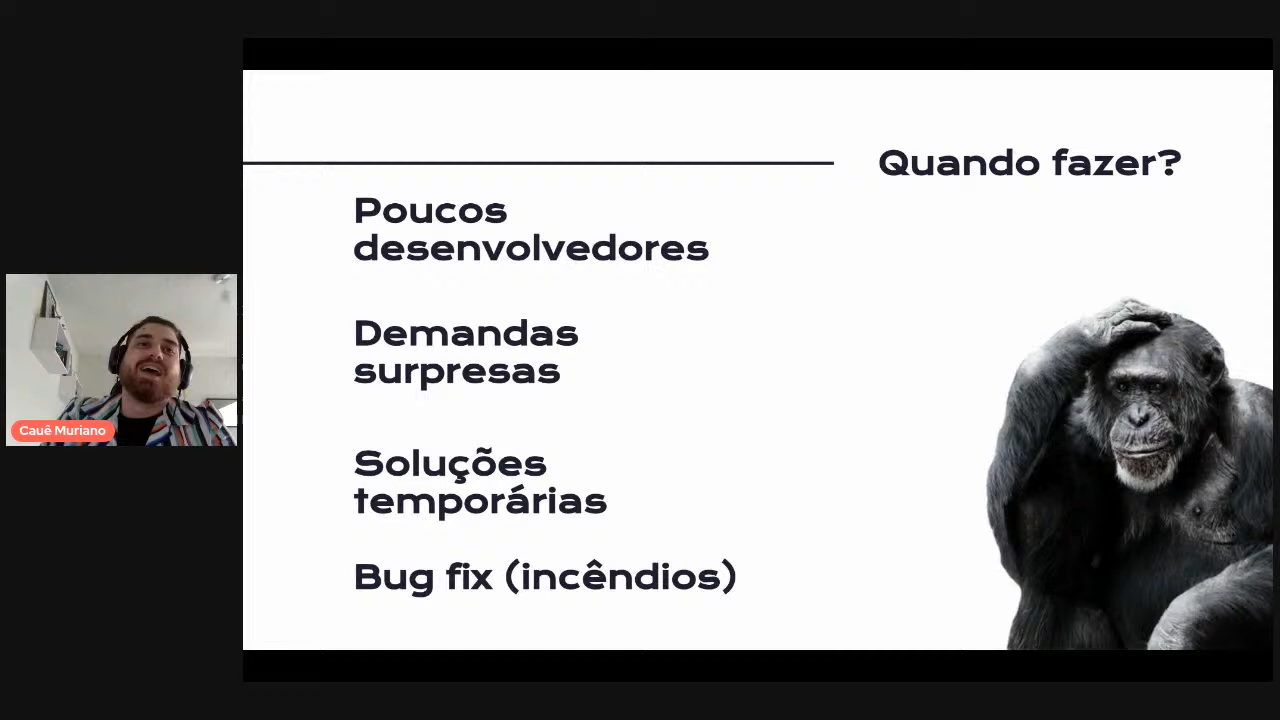 Quando fazer?
Poucos
desenvolvedores
Demandas
surpresas
Soluções
temporárias
Bug fix (incêndios)
Cauê Muriano